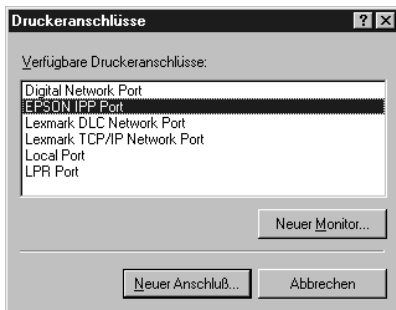 Druckeranschlüsse
Verfügbare Druckeranschlüsse:
Digital Network Port
EPSON IPP Port
Lexmark DLC Network Port
Lexmark TCP/IP Network Port
Local Port
LPR Port
Neuer Monitor...
Neuer Anschluß...
Abbrechen